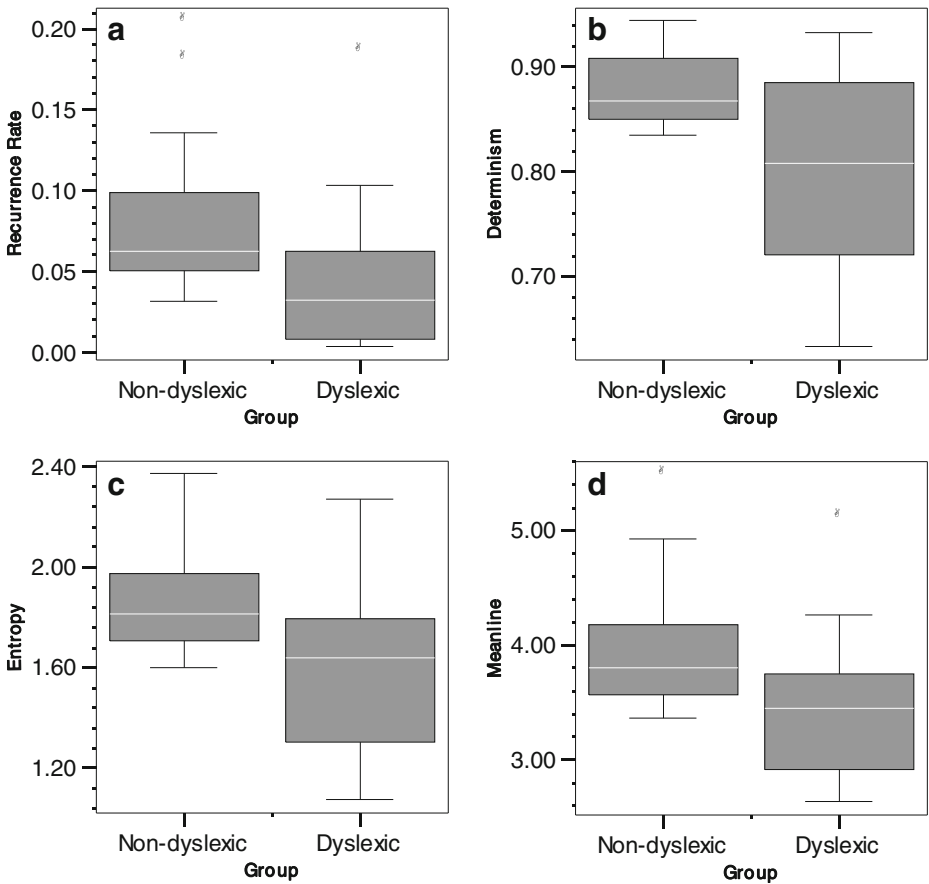 a
0.20
0.15
0.10
0.05
0.00
Recurrence Rate
Non-dyslexic Dyslexic
Group
b
0.90
0.80
0.70
Determinism
Non-dyslexic Dyslexic
Group
c
2.40
2.00
1.60
1.20
Entropy
Non-dyslexic Dyslexic
Group
d
5.00
4.00
3.00
Meanline
Non-dyslexic Dyslexic
Group